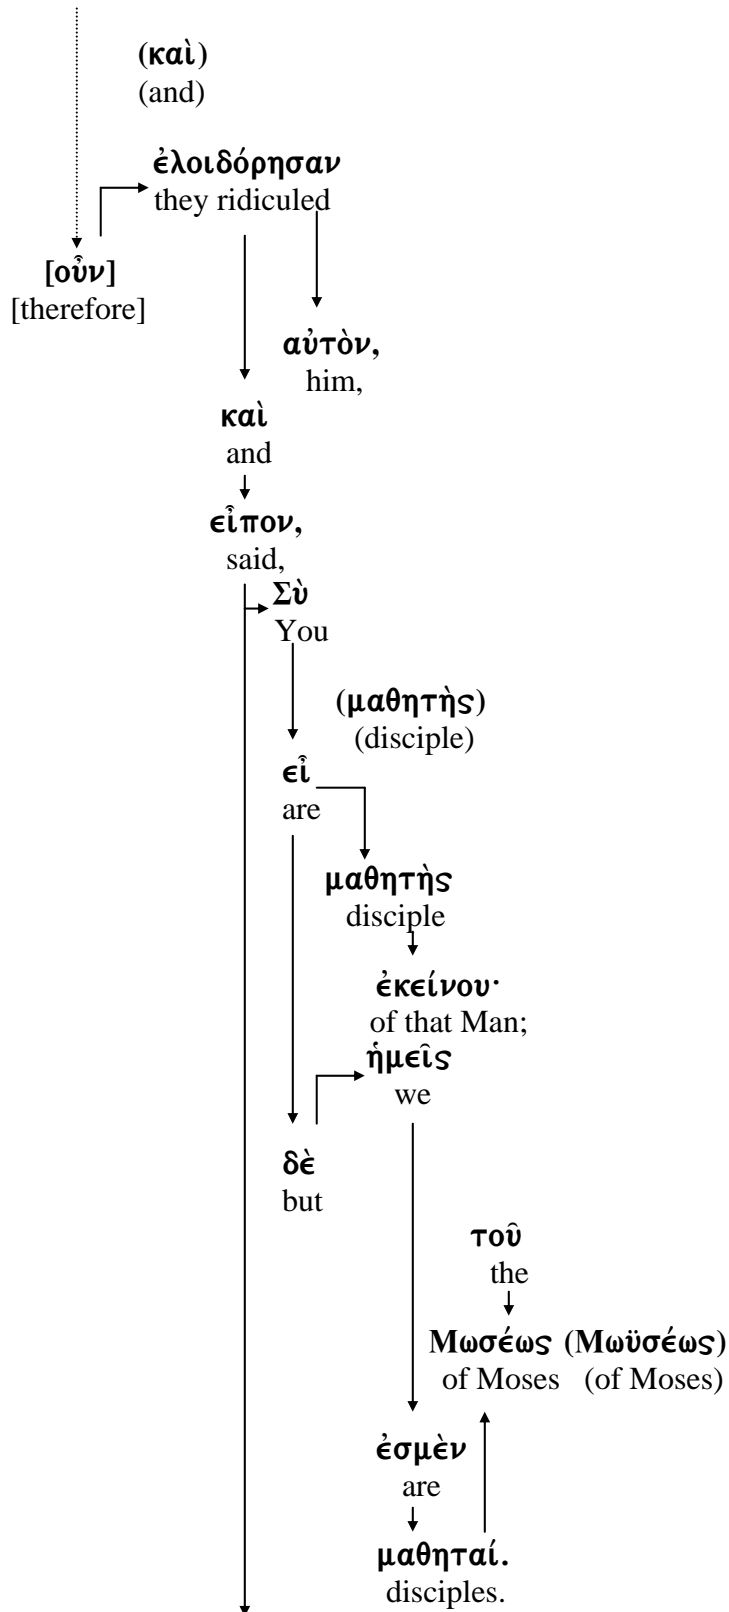 (καὶ)
(and)
ἐλοιδόρησαν
they ridiculed
[οὖν]
[therefore]
αὐτὸν,
him,
καὶ
and
εἶπον,
said,
Σὺ
You
(μαθητὴς)
(disciple)
εἶ
are
μαθητὴς
disciple
ἐκείνου·
of that Man;
ἡμεῖς
we
δὲ
but
τοῦ
the
Μωσέως (Μωϋσέως)
of Moses (of Moses)
ἐσμὲν
are
μαθηταί.
disciples.